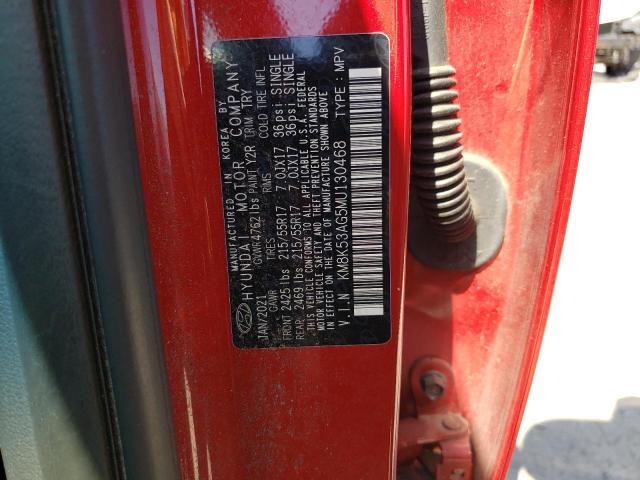 MANUFACTURED IN KOREA BY
HYUNDAI MOTOR COMPANY
JAN/2021 GVWR 4762 lbs PAINT Y2R TRIM TRY
GAWR TIRES RIMS COLD TIRE INFL
FRONT 2425 lbs 215/55R17 7.0JX17 36psi SINGLE
REAR 2469 lbs 215/55R17 7.0JX17 36psi SINGLE
THIS VEHICLE CONFORMS TO ALL APPLICABLE U.S.A. FEDERAL
MOTOR VEHICLE SAFETY, BUMPER, AND THEFT PREVENTION STANDARDS
IN EFFECT ON THE DATE OF MANUFACTURE SHOWN ABOVE
V.I.N : KM8K53AG5MU130468 TYPE : MPV